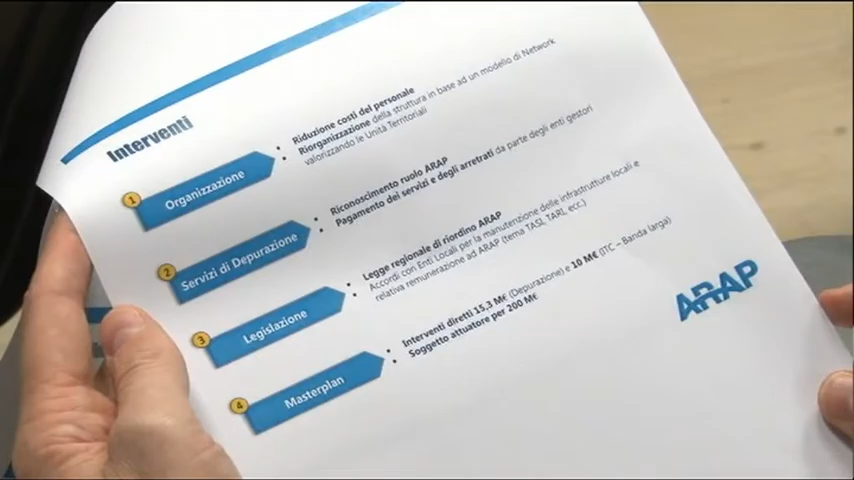 Interventi
1
Organizzazione
Riduzione costi del personale
Riorganizzazione della struttura in base ad un modello di Network
valorizzando le Unità Territoriali
2
Servizi di Depurazione
Riconoscimento ruolo ARAP
Pagamento dei servizi e degli arretrati da parte degli enti gestori
3
Legislazione
Legge regionale di riordino ARAP
Accordi con Enti Locali per la manutenzione delle infrastrutture locali e
relativa remunerazione ad ARAP (tema TASI, TARI, ecc.)
4
Masterplan
Interventi diretti 15,3 M€ (Depurazione) e 10 M€ (ITC – Banda larga)
Soggetto attuatore per 200 M€
ARAP